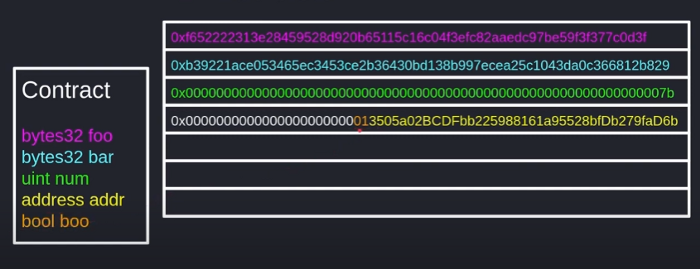 Contract
bytes32 foo
bytes32 bar
uint num
address addr
bool boo
0xf652222313e28459528d920b65115c16c04f3efc82aaedc97be59f3f377c0d3f
0xb39221ace053465ec3453ce2b36430bd138b997ecea25c1043da0c366812b829
0x000000000000000000000000000000000000000000000000000000000000007b
0x0000000000000000000000013505a02BCDFbb225988161a95528bfDb279faD6b